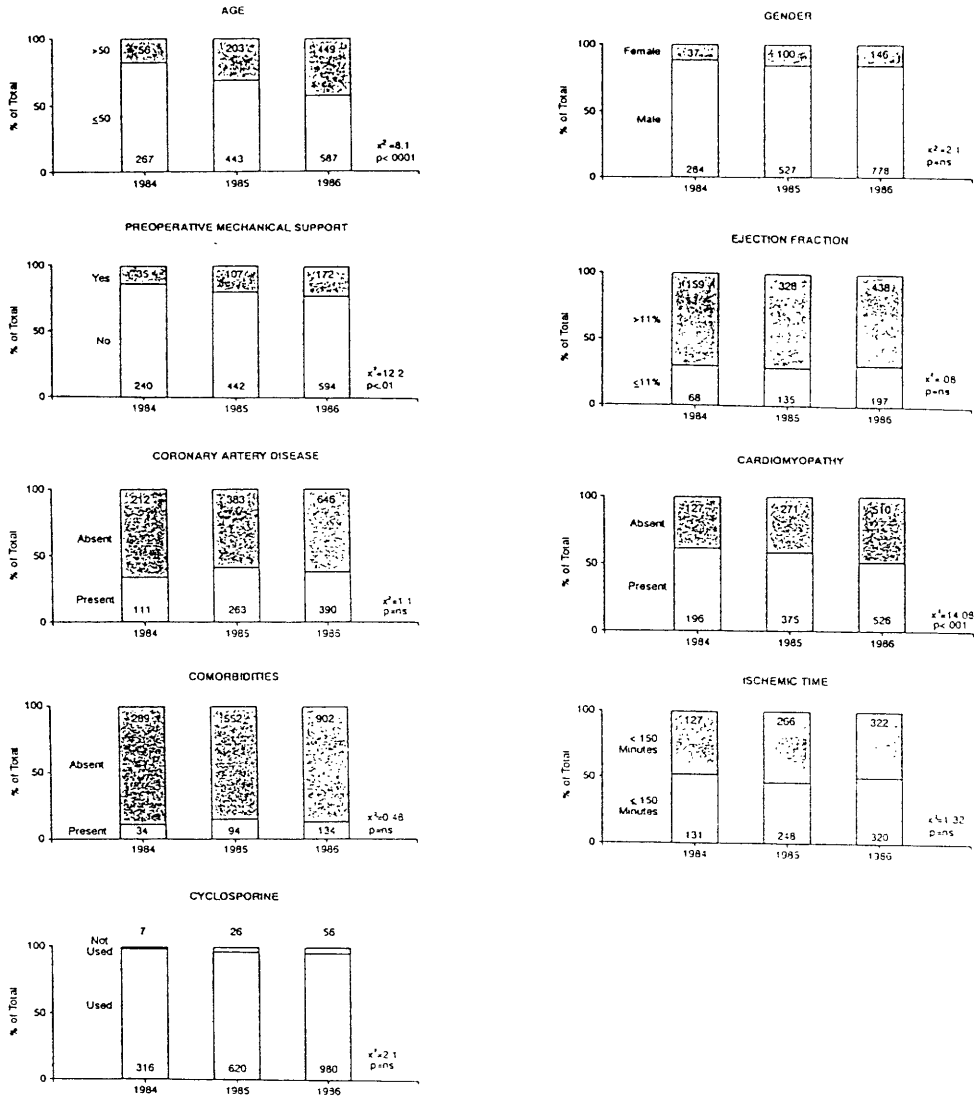 AGE
100
>50
56
203
449
% of Total
50
≤50
267
443
587
x²=8.1
p<.0001
0
1984
1985
1986
GENDER
100
Female
37
100
146
% of Total
50
Male
284
527
778
x²=2.1
p=ns
0
1984
1985
1986
PREOPERATIVE MECHANICAL SUPPORT
100
Yes
35
107
172
% of Total
50
No
240
442
594
x²=12.2
p<.01
0
1984
1985
1986
EJECTION FRACTION
100
159
328
438
% of Total
>11%
50
≤11%
68
135
197
x²=.08
p=ns
0
1984
1985
1986
CORONARY ARTERY DISEASE
100
212
383
646
% of Total
Absent
50
Present
111
263
390
x²=1.1
p=ns
0
1984
1985
1986
CARDIOMYOPATHY
100
127
271
510
% of Total
Absent
50
Present
196
375
526
x²=14.09
p<.001
0
1984
1985
1986
COMORBIDITIES
100
289
552
902
% of Total
Absent
50
Present
34
94
134
x²=0.46
p=ns
0
1984
1985
1986
ISCHEMIC TIME
100
127
266
322
% of Total
< 150
Minutes
50
≤ 150
Minutes
131
248
320
x²=1.32
p=ns
0
1984
1985
1986
CYCLOSPORINE
7
26
56
100
Not
Used
% of Total
Used
50
316
620
980
x²=2.1
p=ns
0
1984
1985
1986